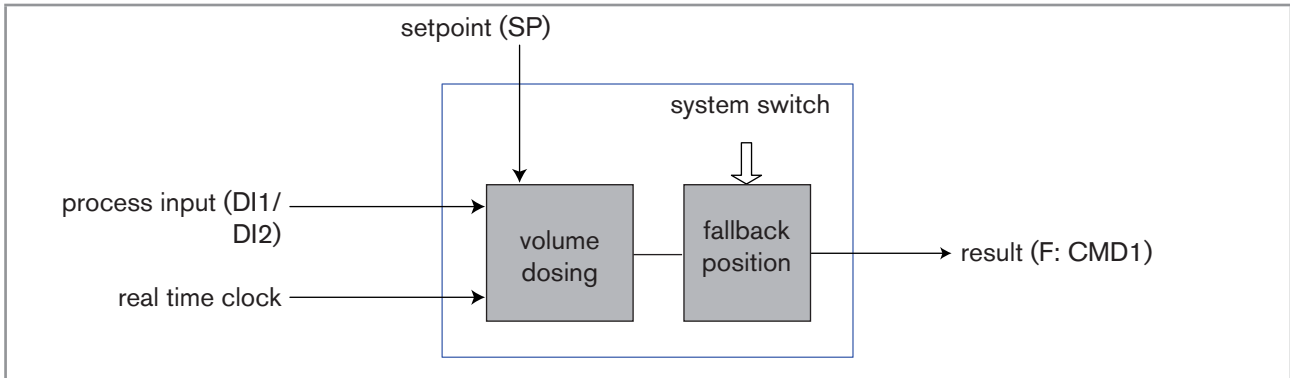 setpoint (SP)
system switch
process input (DI1/
DI2)
volume
dosing
fallback
position
result (F: CMD1)
real time clock